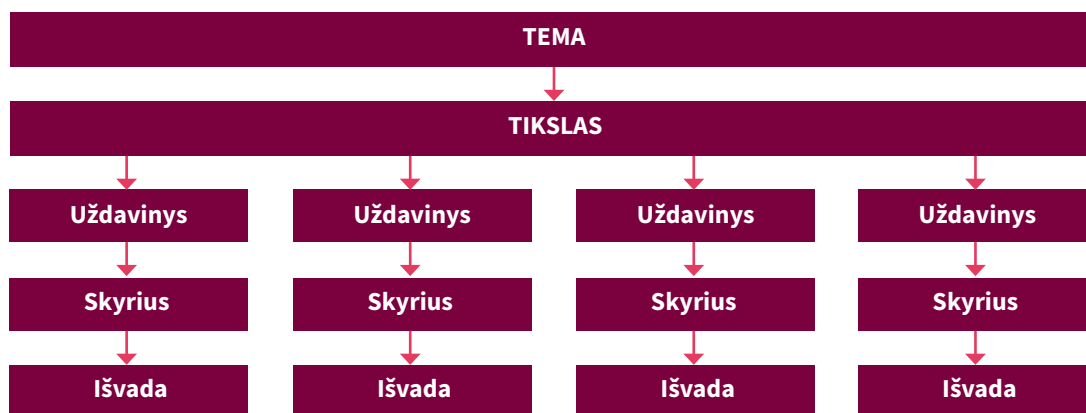 TEMA
TIKSLAS
Uždavinys Uždavinys Uždavinys Uždavinys
Skyrius Skyrius Skyrius Skyrius
Išvada Išvada Išvada Išvada